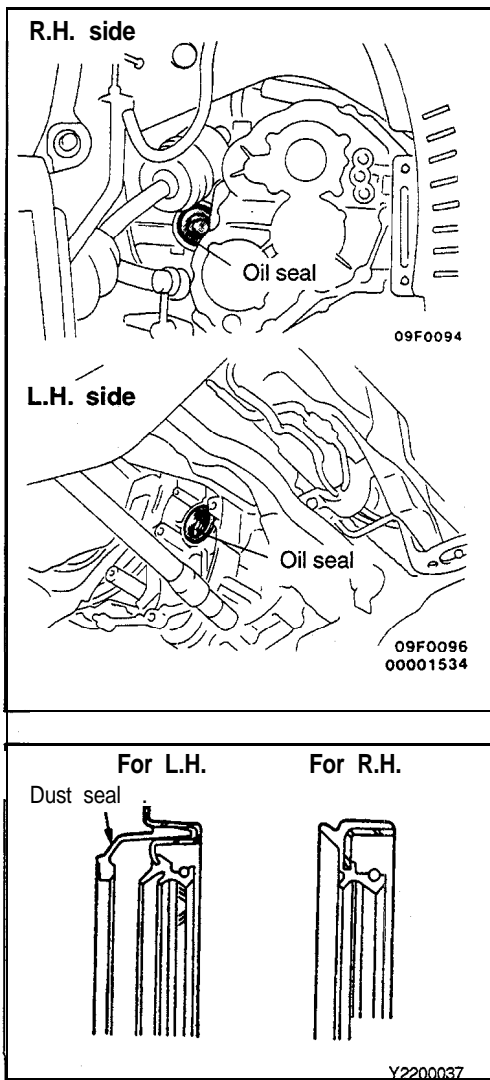 R.H. side
Oil seal
09F0094
L.H. side
Oil seal
09F0096
00001534
For L.H. For R.H.
Dust seal
Y2200037